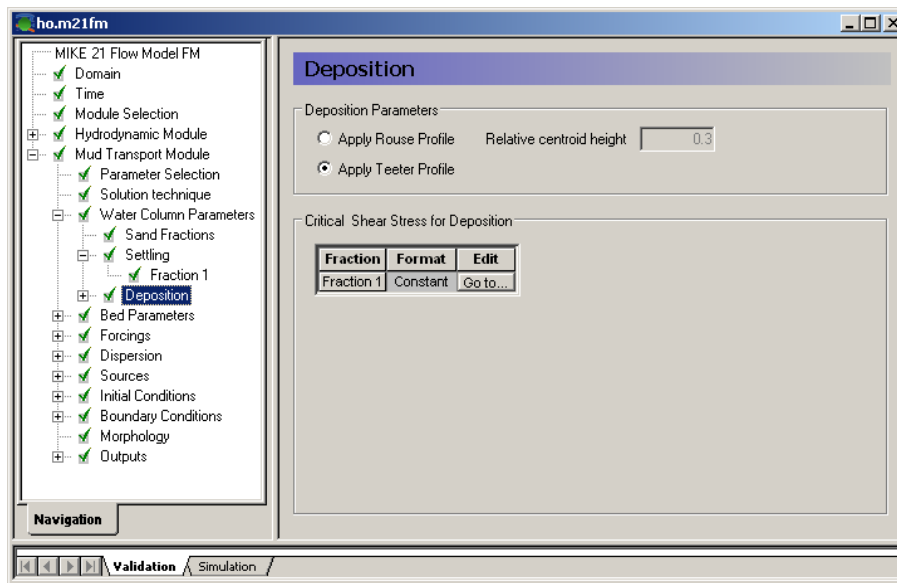 ho.m21fm
MIKE 21 Flow Model FM
Domain
Time
Module Selection
Hydrodynamic Module
Mud Transport Module
Parameter Selection
Solution technique
Water Column Parameters
Sand Fractions
Settling
Fraction 1
Deposition
Bed Parameters
Forcings
Dispersion
Sources
Initial Conditions
Boundary Conditions
Morphology
Outputs
Navigation
Deposition
Deposition Parameters
Apply Rouse Profile Relative centroid height 0.3
Apply Teeter Profile
Critical Shear Stress for Deposition
Fraction Format Edit
Fraction 1 Constant Go to...
Validation Simulation